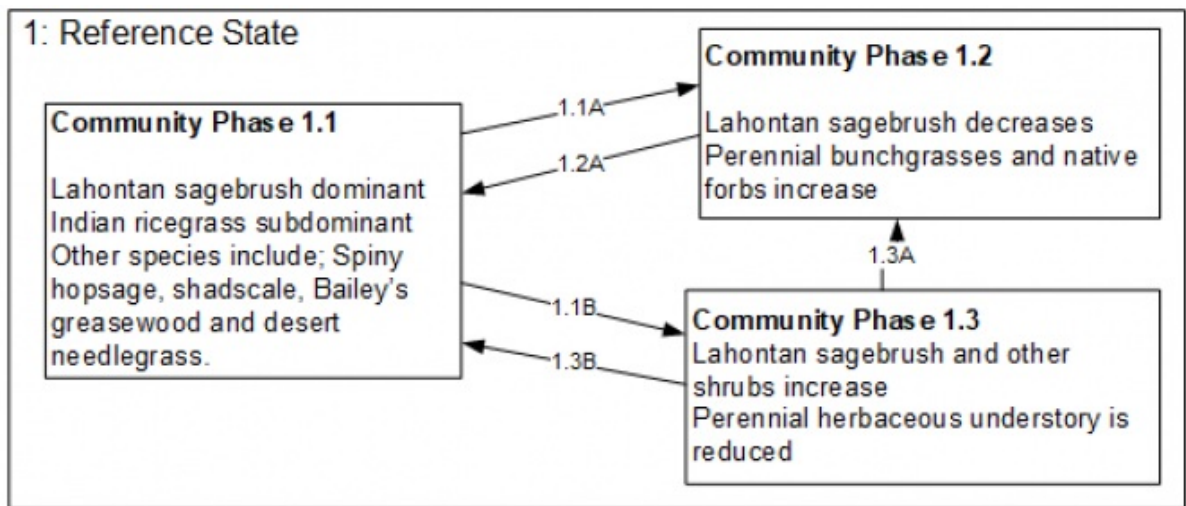 1: Reference State
Community Phase 1.1
Lahontan sagebrush dominant
Indian ricegrass subdominant
Other species include; Spiny
hopsage, shadscale, Bailey's
greasewood and desert
needlegrass.
1.1A
1.2A
1.1B
1.3B
Community Phase 1.2
Lahontan sagebrush decreases
Perennial bunchgrasses and native
forbs increase
1.3A
Community Phase 1.3
Lahontan sagebrush and other
shrubs increase
Perennial herbaceous understory is
reduced